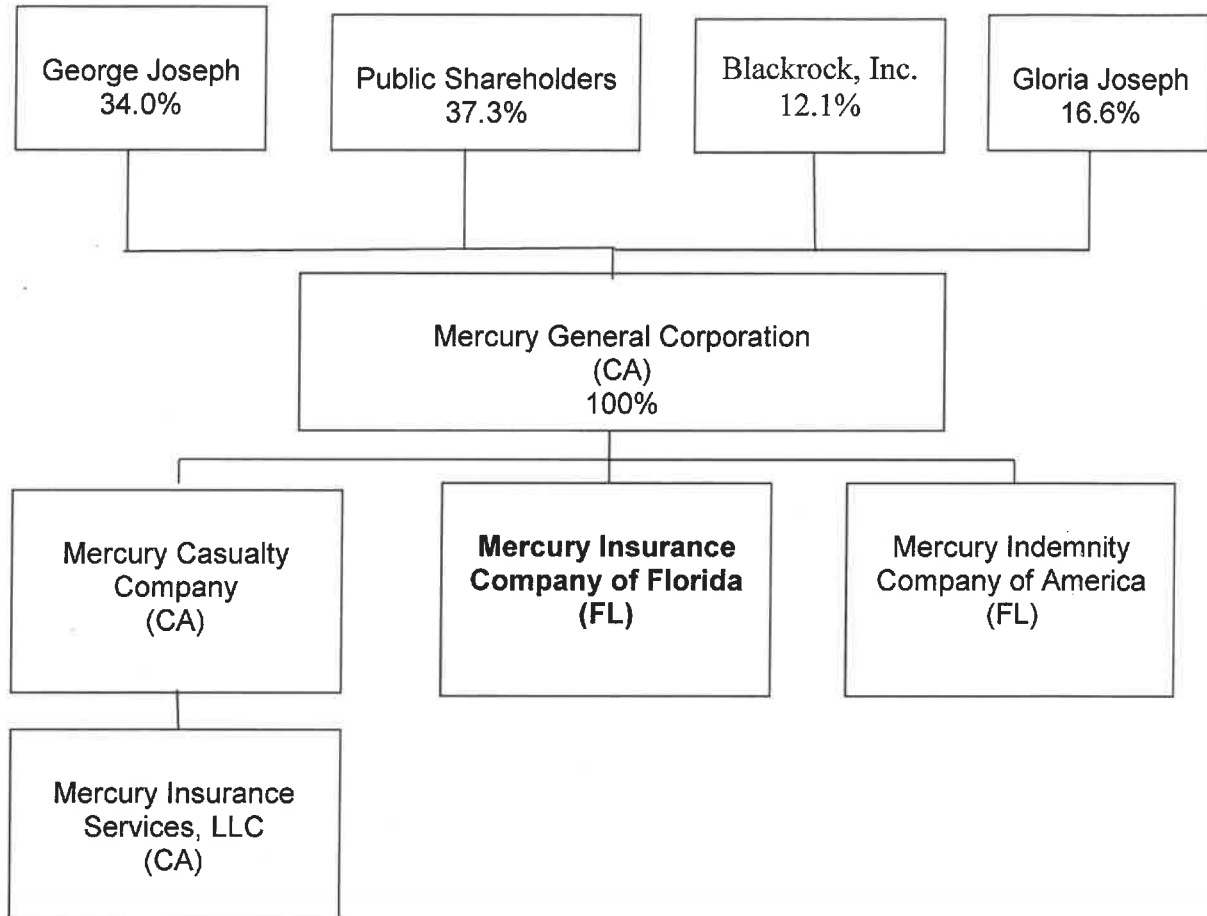 George Joseph
34.0%
Public Shareholders
37.3%
Blackrock, Inc.
12.1%
Gloria Joseph
16.6%
Mercury General Corporation
(CA)
100%
Mercury Casualty
Company
(CA)
Mercury Insurance
Company of Florida
(FL)
Mercury Indemnity
Company of America
(FL)
Mercury Insurance
Services, LLC
(CA)